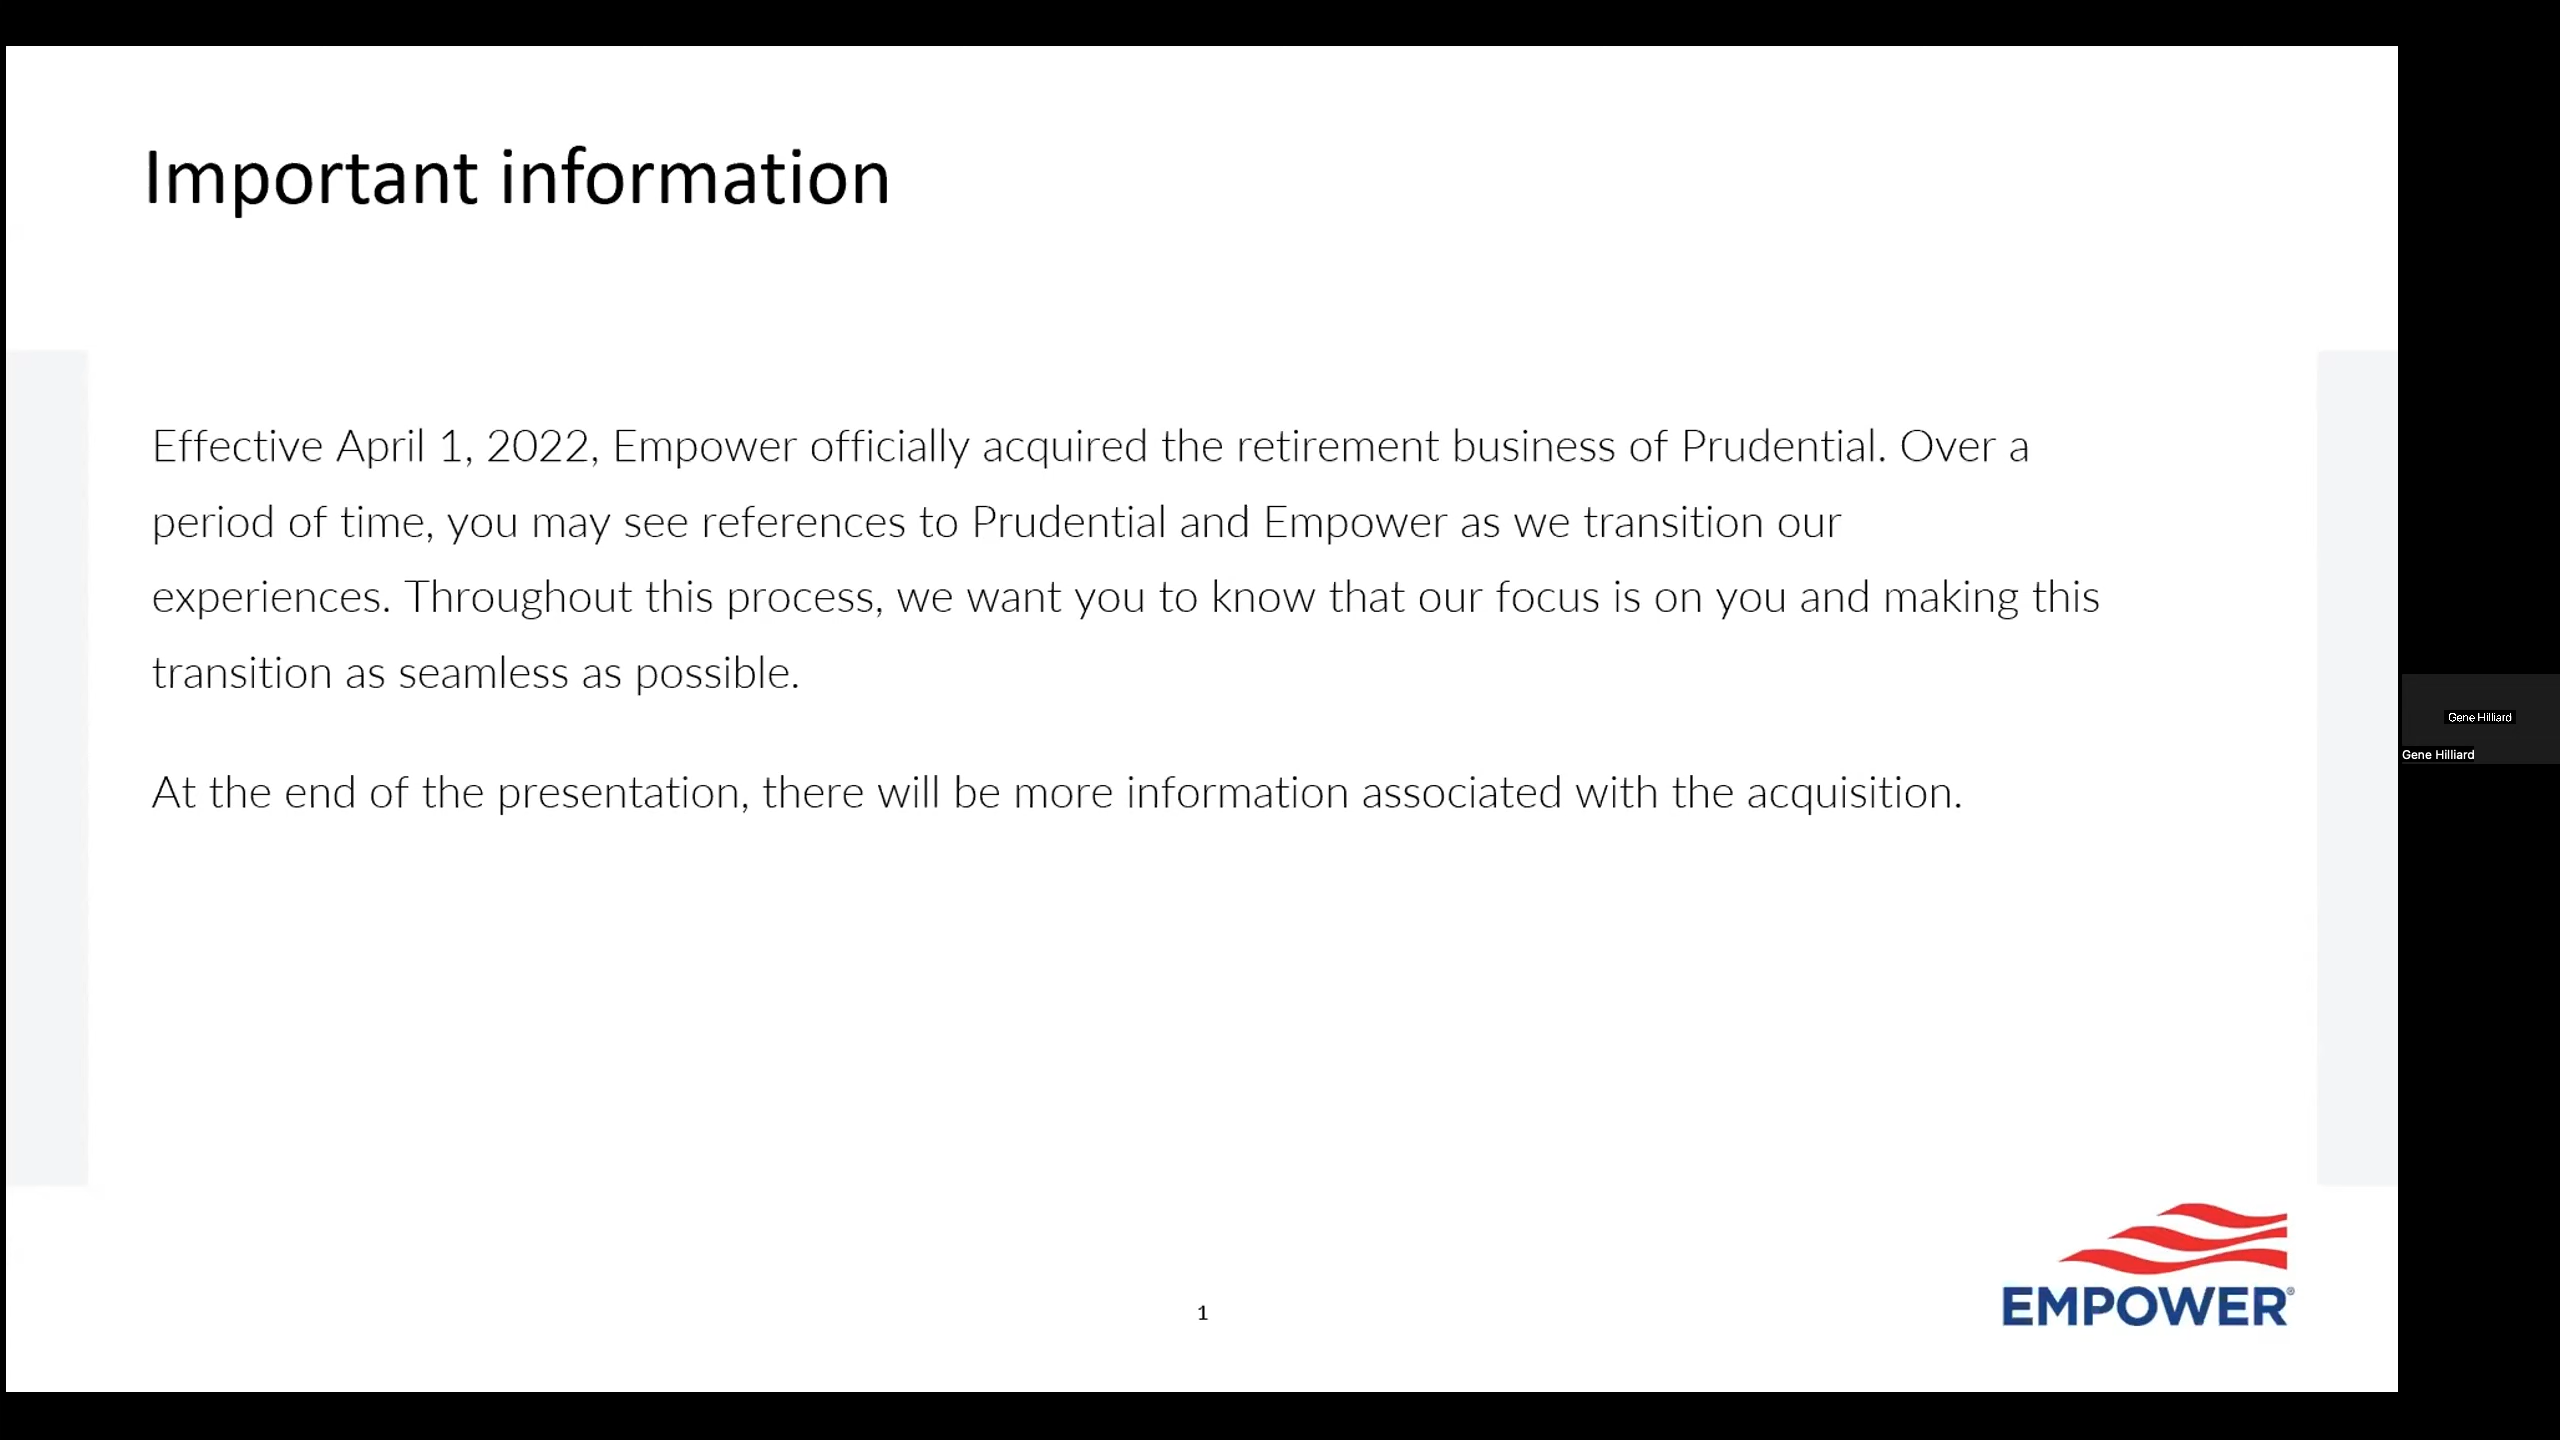 Important information
Effective April 1, 2022, Empower officially acquired the retirement business of Prudential. Over a
period of time, you may see references to Prudential and Empower as we transition our
experiences. Throughout this process, we want you to know that our focus is on you and making this
transition as seamless as possible.
At the end of the presentation, there will be more information associated with the acquisition.
Gene Hilliard
Gene Hilliard
EMPOWER®
1